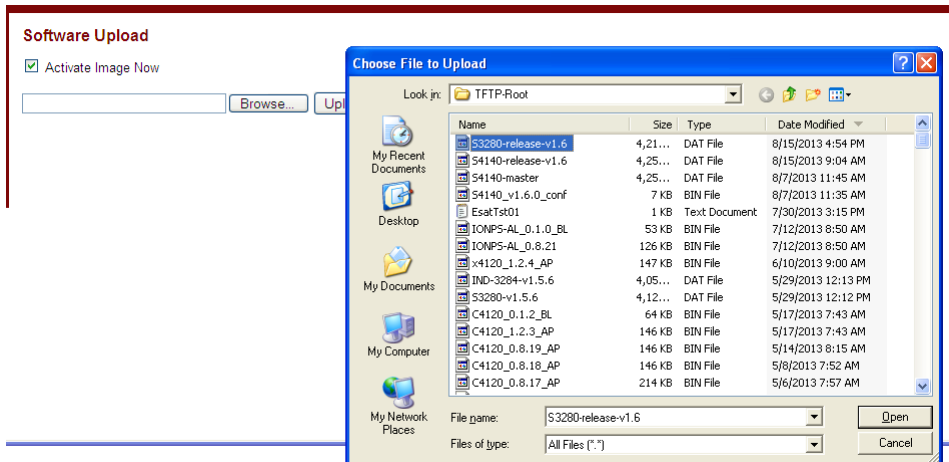 Software Upload
Activate Image Now
Browse... Upl
Choose File to Upload
Look in: TFTP-Root
My Recent Documents
Desktop
My Documents
My Computer
My Network Places
Name Size Type Date Modified
S3280-release-v1.6 4,21... DAT File 8/15/2013 4:54 PM
S4140-release-v1.6 4,25... DAT File 8/15/2013 9:04 AM
S4140-master 4,25... DAT File 8/7/2013 11:45 AM
S4140_v1.6.0_conf 7 KB BIN File 8/7/2013 11:35 AM
EsatTst01 1 KB Text Document 7/30/2013 3:15 PM
IONPS-AL_0.1.0_BL 53 KB BIN File 7/12/2013 8:50 AM
IONPS-AL_0.8.21 126 KB BIN File 7/12/2013 8:50 AM
x4120_1.2.4_AP 147 KB BIN File 6/10/2013 9:00 AM
IND-3284-v1.5.6 4,05... DAT File 5/29/2013 12:13 PM
S3280-v1.5.6 4,12... DAT File 5/29/2013 12:12 PM
C4120_0.1.2_BL 64 KB BIN File 5/17/2013 7:43 AM
C4120_1.2.3_AP 146 KB BIN File 5/17/2013 7:43 AM
C4120_0.8.19_AP 146 KB BIN File 5/14/2013 8:15 AM
C4120_0.8.18_AP 146 KB BIN File 5/8/2013 7:52 AM
C4120_0.8.17_AP 214 KB BIN File 5/6/2013 7:57 AM
File name: S3280-release-v1.6 Open
Files of type: All Files (*.*) Cancel